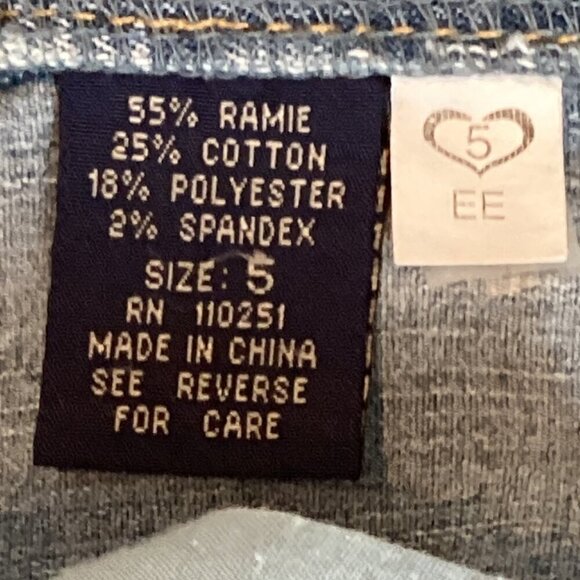 55% RAMIE
25% COTTON
18% POLYESTER
2% SPANDEX
SIZE: 5
RN 110251
MADE IN CHINA
SEE REVERSE
FOR CARE
5
EE